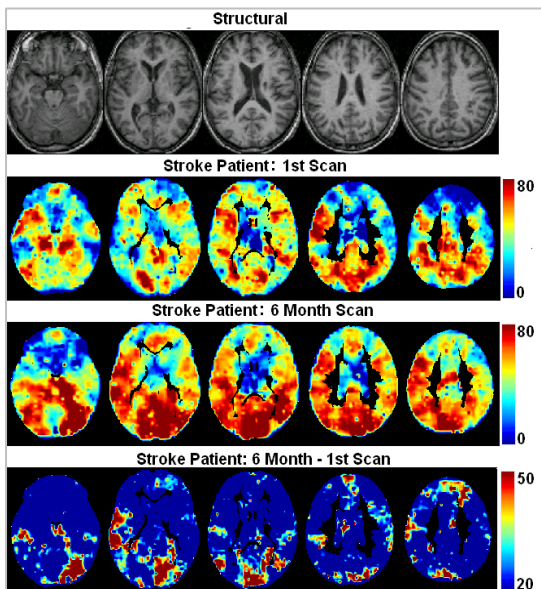 Structural
Stroke Patient: 1st Scan
80
0
Stroke Patient: 6 Month Scan
80
0
Stroke Patient: 6 Month - 1st Scan
50
20